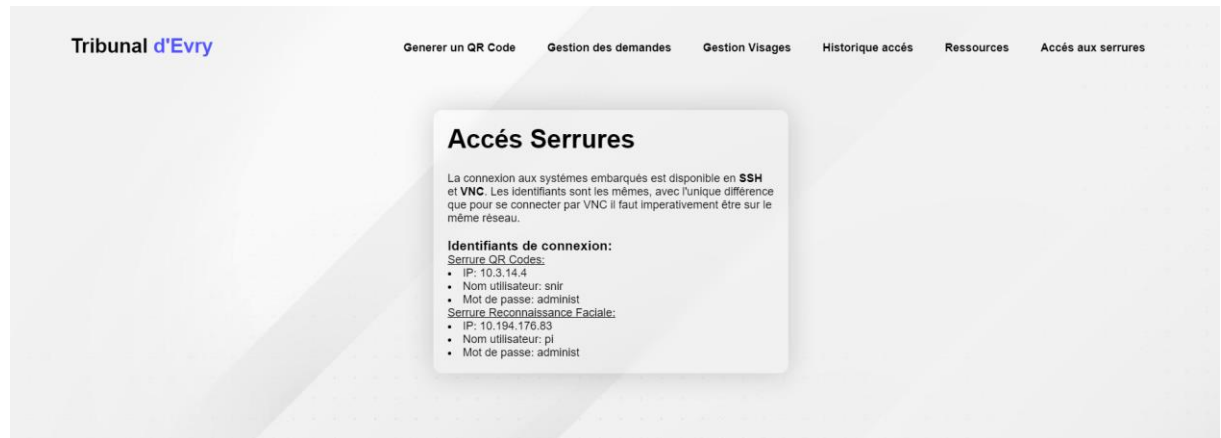 Tribunal d'Evry
Generer un QR Code
Gestion des demandes
Gestion Visages
Historique accés
Ressources
Accés aux serrures
Accés Serrures
La connexion aux systémes embarqués est disponible en SSH
et VNC. Les identifiants sont les mêmes, avec l'unique différence
que pour se connecter par VNC il faut imperativement être sur le
même réseau.
Identifiants de connexion:
Serrure QR Codes:
• IP: 10.3.14.4
• Nom utilisateur: snir
• Mot de passe: administ
Serrure Reconnaissance Faciale:
• IP: 10.194.176.83
• Nom utilisateur: pi
• Mot de passe: administ